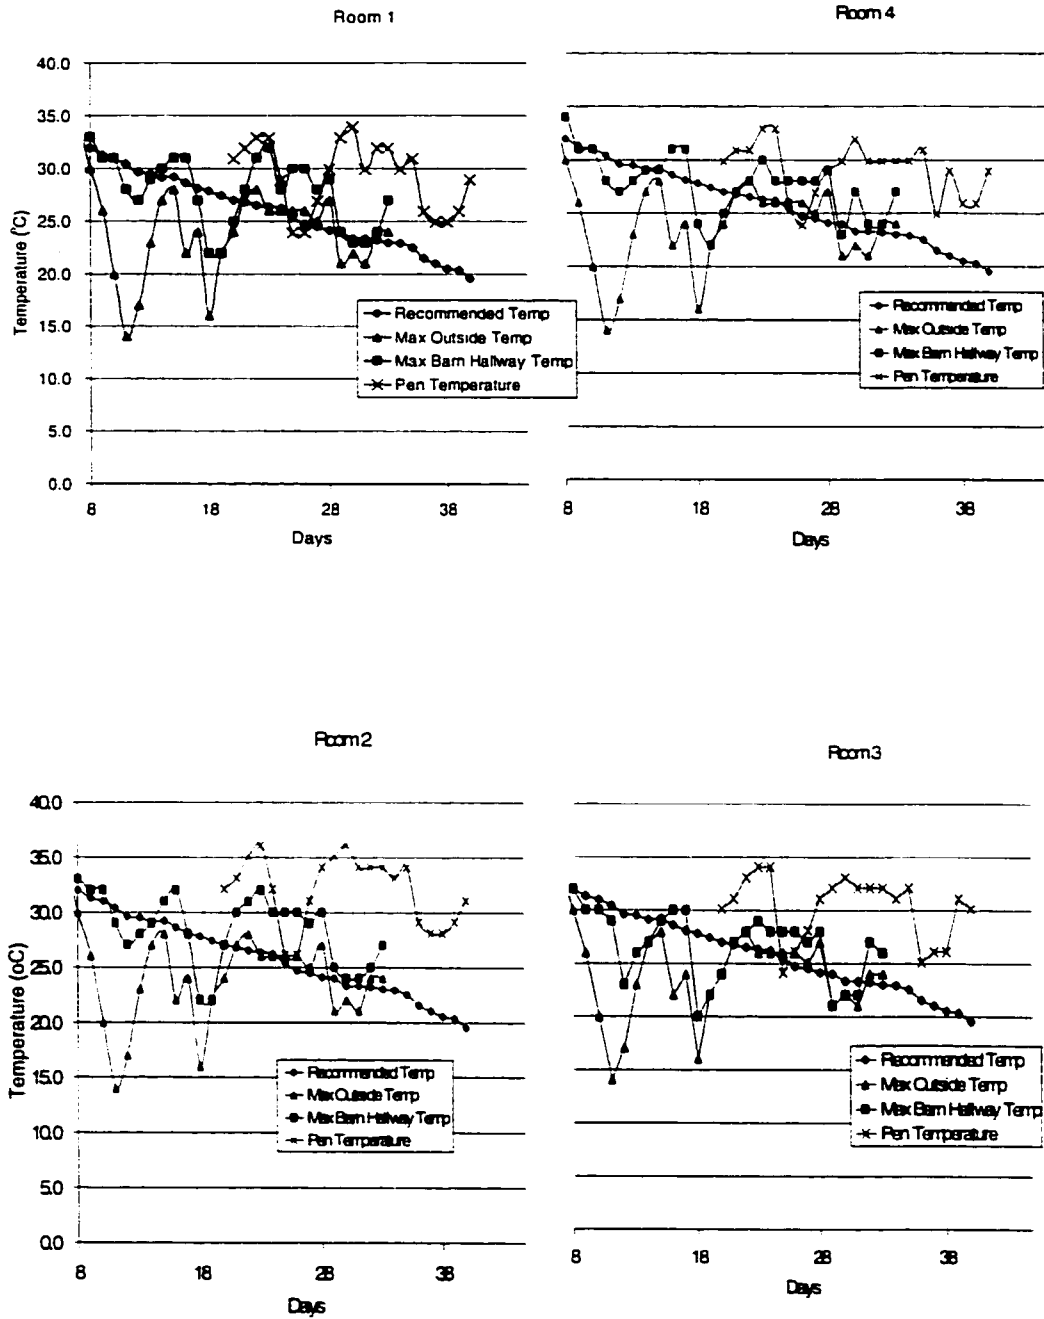 Room 1
40.0
35.0
30.0
25.0
20.0
15.0
10.0
5.0
0.0
Temperature (°C)
8
18
28
38
Days
Recommended Temp
Max Outside Temp
Max Barn Hallway Temp
Pen Temperature
Room 4
8
18
28
38
Days
Recommended Temp
Max Outside Temp
Max Barn Hallway Temp
Pen Temperature
Room 2
40.0
35.0
30.0
25.0
20.0
15.0
10.0
5.0
0.0
Temperature (oC)
8
18
28
38
Days
Recommended Temp
Max Outside Temp
Max Barn Hallway Temp
Pen Temperature
Room 3
8
18
28
38
Days
Recommended Temp
Max Outside Temp
Max Barn Hallway Temp
Pen Temperature